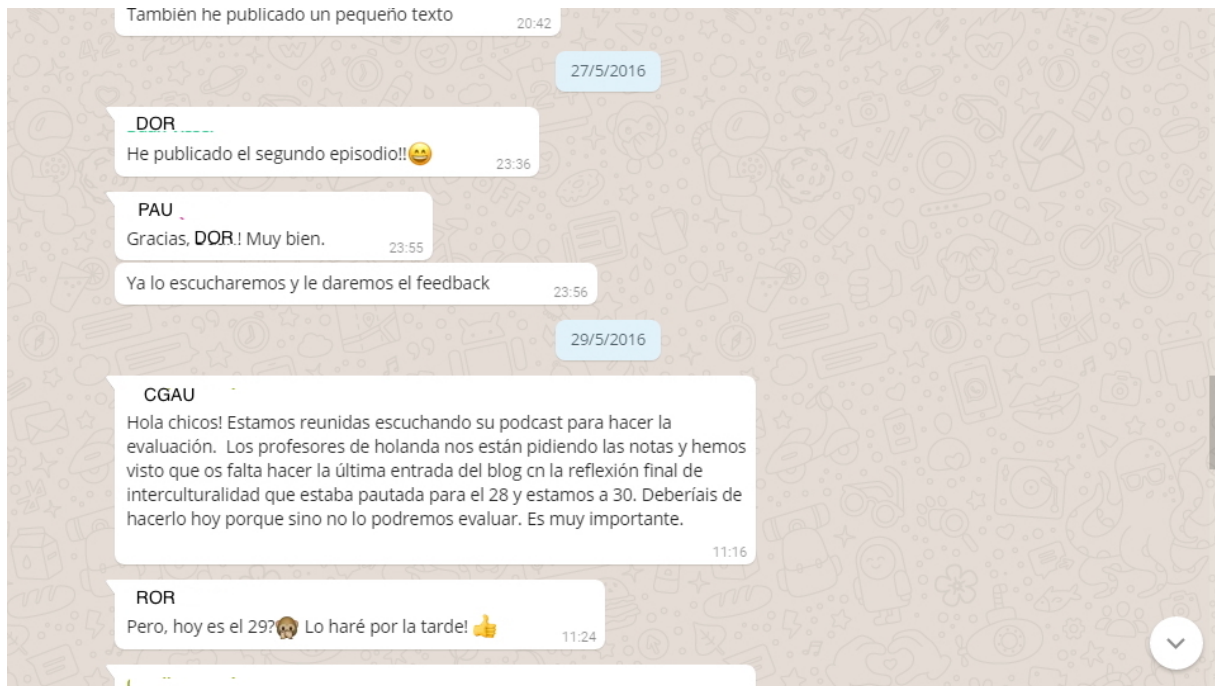 También he publicado un pequeño texto
20:42
27/5/2016
DOR
He publicado el segundo episodio!!😄
23:36
PAU
Gracias, DOR.! Muy bien.
23:55
Ya lo escucharemos y le daremos el feedback
23:56
29/5/2016
CGAU
Hola chicos! Estamos reunidas escuchando su podcast para hacer la
evaluación.  Los profesores de holanda nos están pidiendo las notas y hemos
visto que os falta hacer la última entrada del blog cn la reflexión final de
interculturalidad que estaba pautada para el 28 y estamos a 30. Deberíais de
hacerlo hoy porque sino no lo podremos evaluar. Es muy importante.
11:16
ROR
Pero, hoy es el 29?🙊 Lo haré por la tarde! 👍
11:24